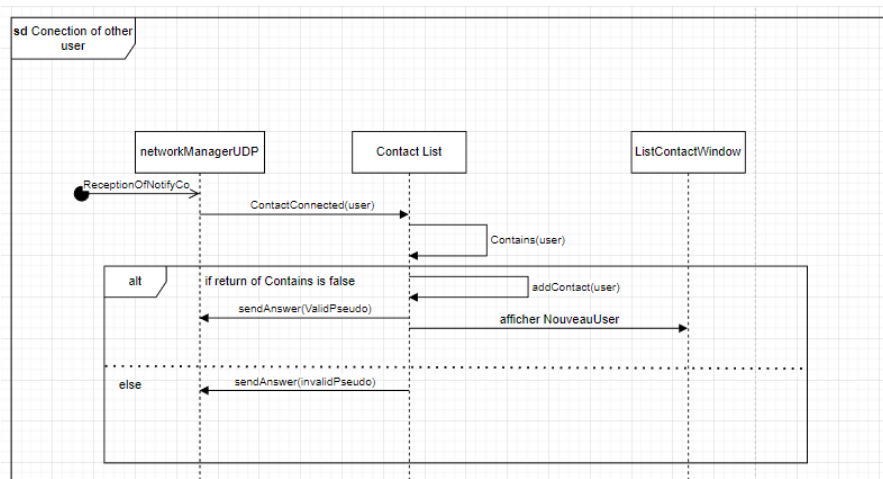 sd Conection of other
user
networkManagerUDP
Contact List
ListContactWindow
ReceptionOfNotifyCo
ContactConnected(user)
Contains(user)
alt
if return of Contains is false
addContact(user)
sendAnswer(ValidPseudo)
afficher NouveauUser
else
sendAnswer(invalidPseudo)